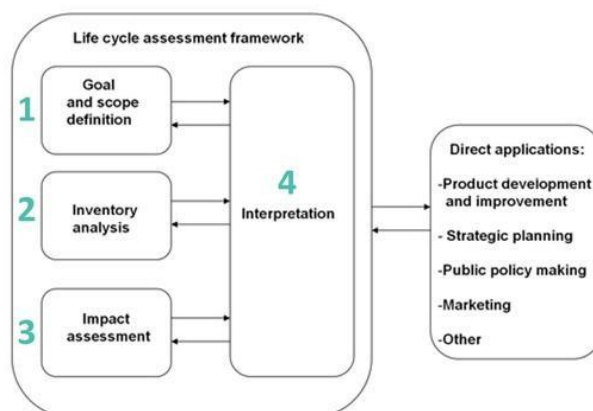 Life cycle assessment framework
1
Goal
and scope
definition
2
Inventory
analysis
3
Impact
assessment
4
Interpretation
Direct applications:
-Product development
and improvement
- Strategic planning
-Public policy making
-Marketing
-Other